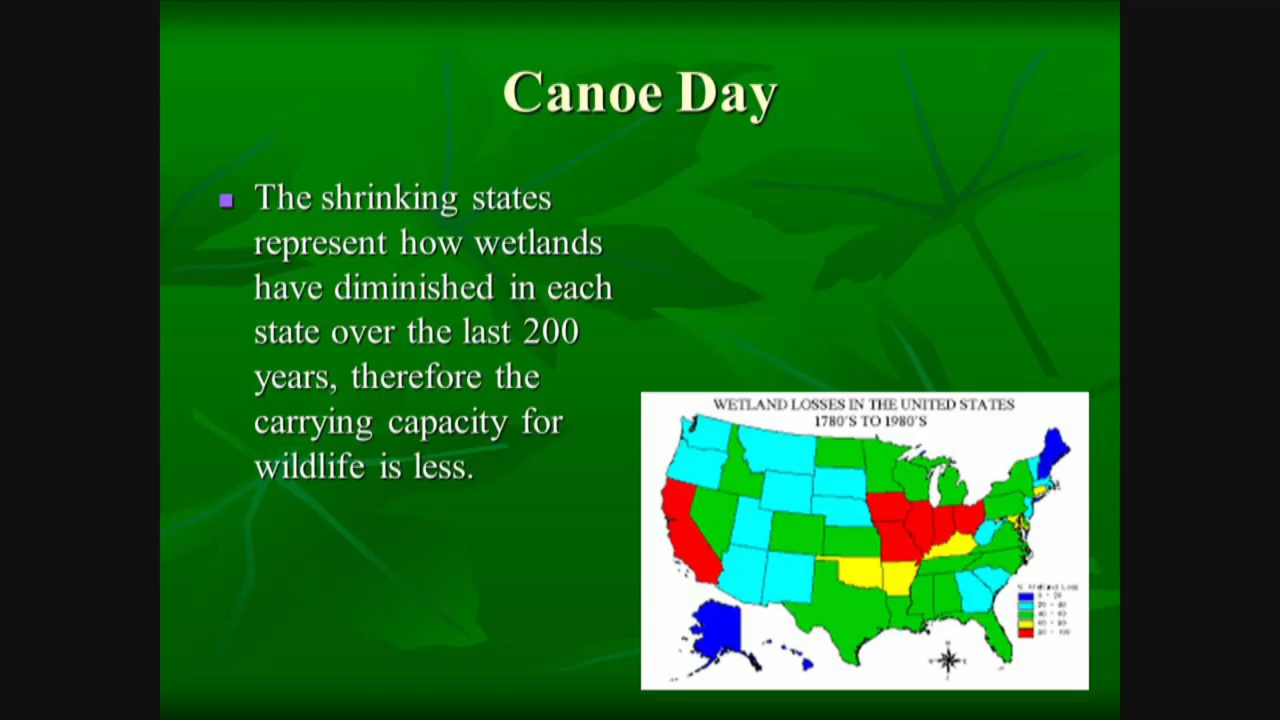 Canoe Day
The shrinking states
represent how wetlands
have diminished in each
state over the last 200
years, therefore the
carrying capacity for
wildlife is less.
WETLAND LOSSES IN THE UNITED STATES
1780'S TO 1980'S